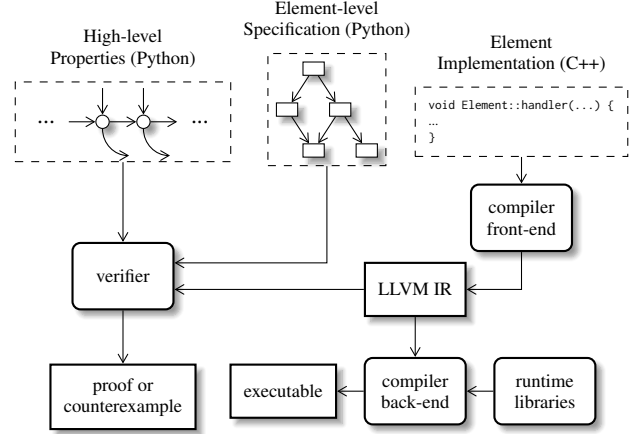 High-level
Properties (Python)
Element-level
Specification (Python)
Element
Implementation (C++)
...
...
void Element::handler(...) {
...
}
compiler
front-end
verifier
LLVM IR
proof or
counterexample
executable
compiler
back-end
runtime
libraries